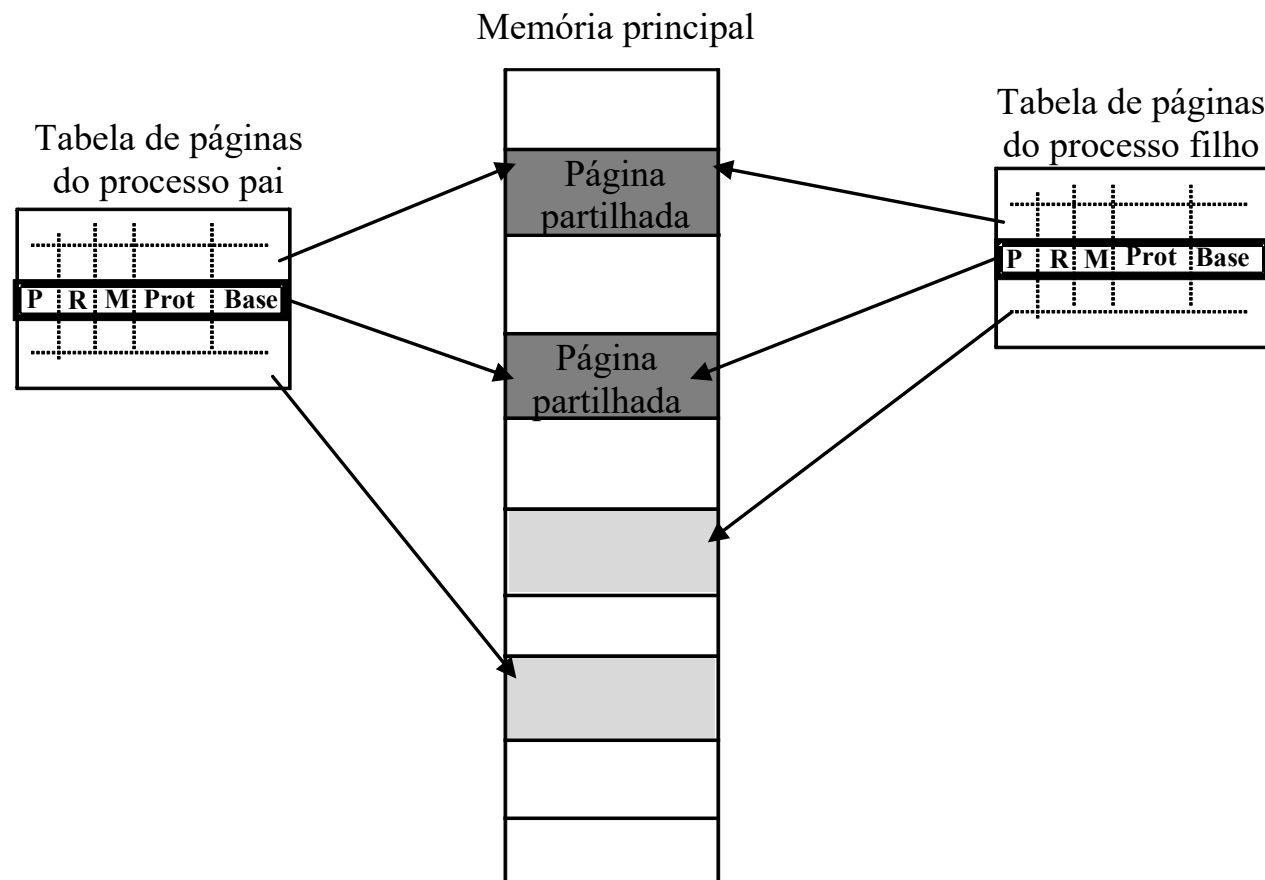 Memória principal
Tabela de páginas
do processo pai
Tabela de páginas
do processo filho
Página
partilhada
P R M Prot Base
P R M Prot Base
Página
partilhada